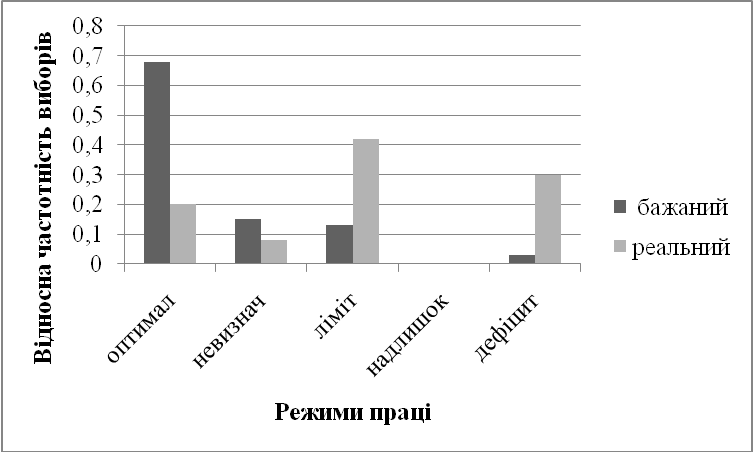 Відносна частотність виборів
0,8
0,7
0,6
0,5
0,4
0,3
0,2
0,1
0
оптимал
невизнач
ліміт
надлишок
дефіцит
Режими праці
бажаний
реальний